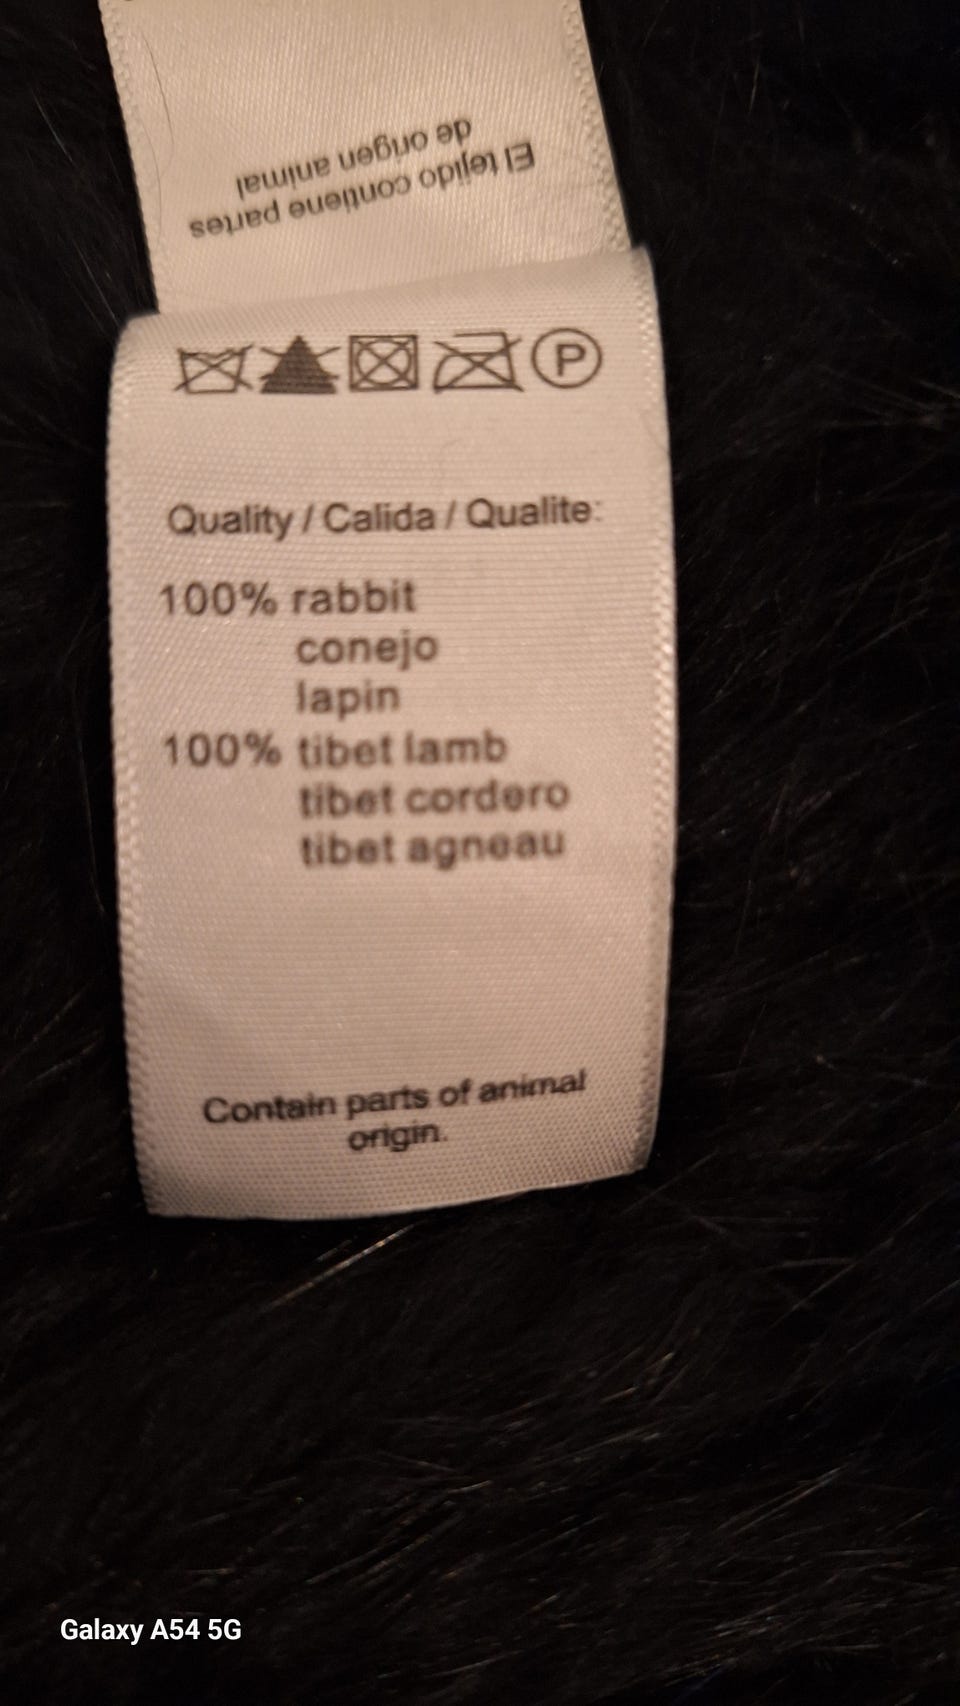 El tejido contiene partes
de origen animal
P
Quality / Calida / Qualite:
100% rabbit
conejo
lapin
100% tibet lamb
tibet cordero
tibet agneau
Contain parts of animal
origin.
Galaxy A54 5G